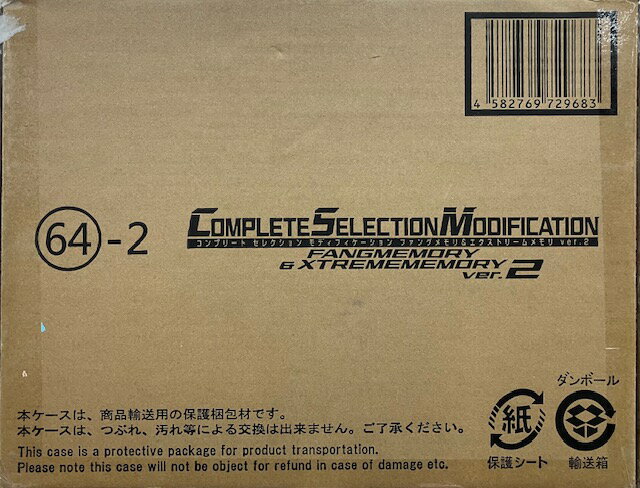 4 582769 729683
64-2
COMPLETE SELECTION MODIFICATION
コンプリート セレクション モディフィケーション ファングメモリ&エクストリームメモリ ver.2
FANGMEMORY
& XTREMEMEMORY
ver.2
ダンボール
紙
保護シート
輸送箱
本ケースは、商品輸送用の保護梱包材です。
本ケースは、つぶれ、汚れ等による交換は出来ません。ご了承ください。
This case is a protective package for product transportation.
Please note this case will not be object for refund in case of damage etc.